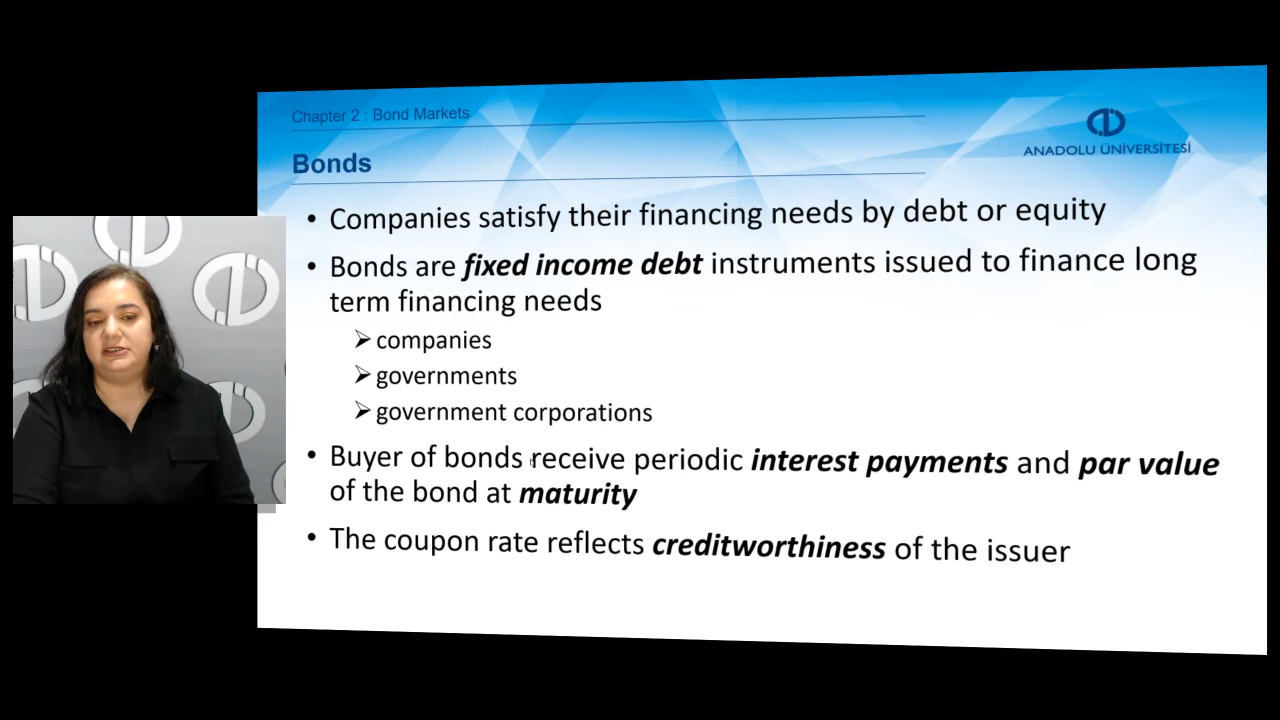 Chapter 2 : Bond Markets
ANADOLU ÜNİVERSİTESİ
Bonds
• Companies satisfy their financing needs by debt or equity
• Bonds are fixed income debt instruments issued to finance long
term financing needs
➢ companies
➢ governments
➢ government corporations
• Buyer of bonds receive periodic interest payments and par value
of the bond at maturity
• The coupon rate reflects creditworthiness of the issuer